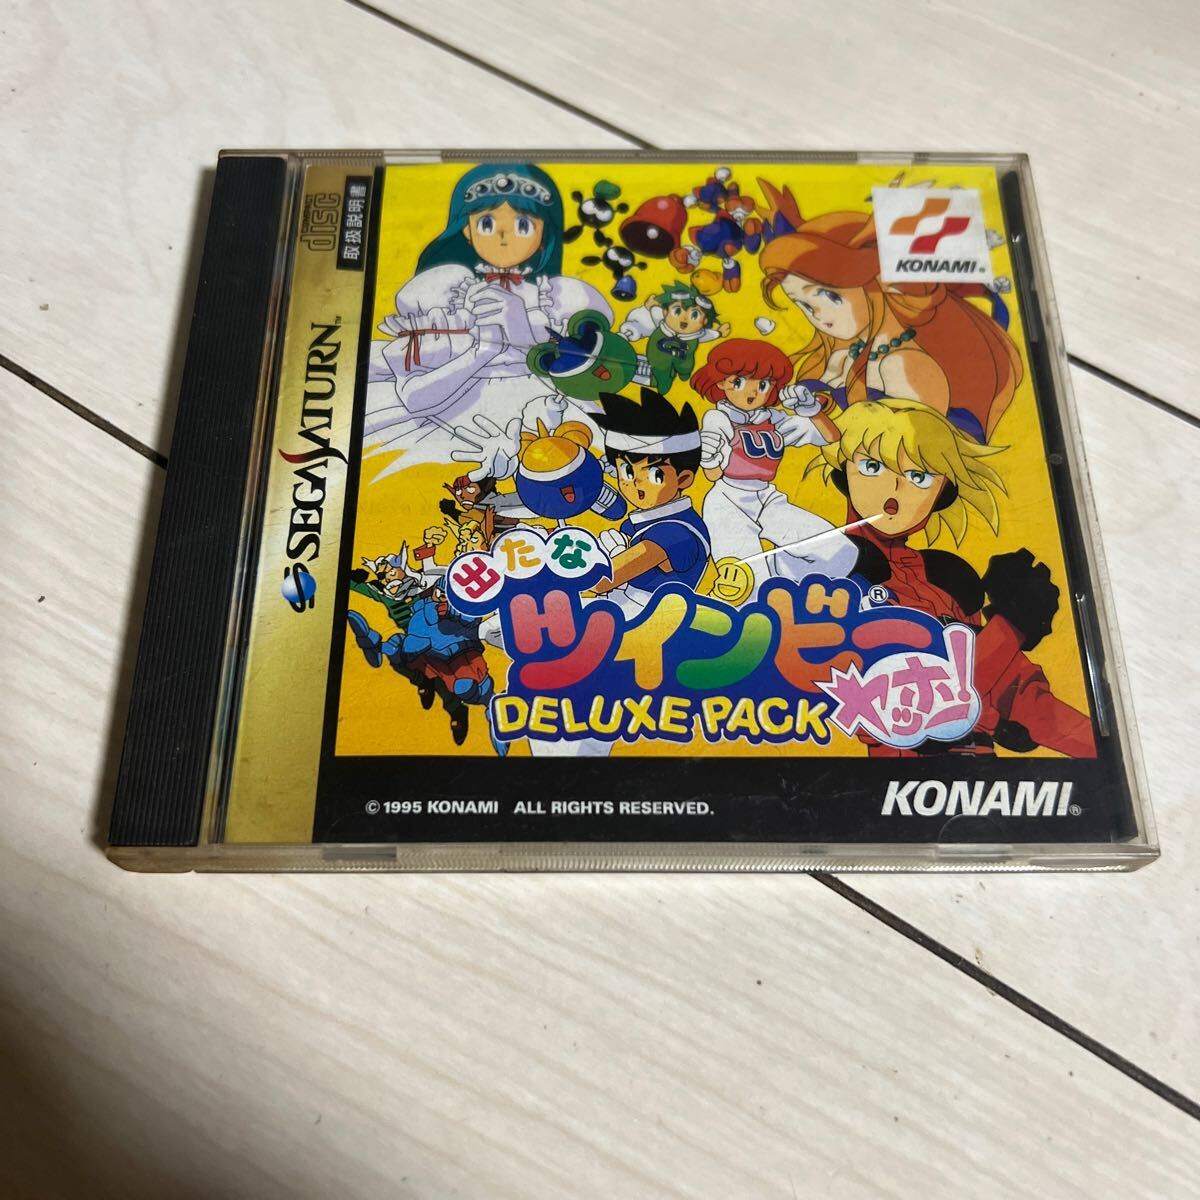 COMPACT
disc
取扱説明書
SEGA SATURN™
KONAMI®
W
出たな
ツインビー®
ヤッホー!
DELUXE PACK
© 1995 KONAMI ALL RIGHTS RESERVED.
KONAMI®